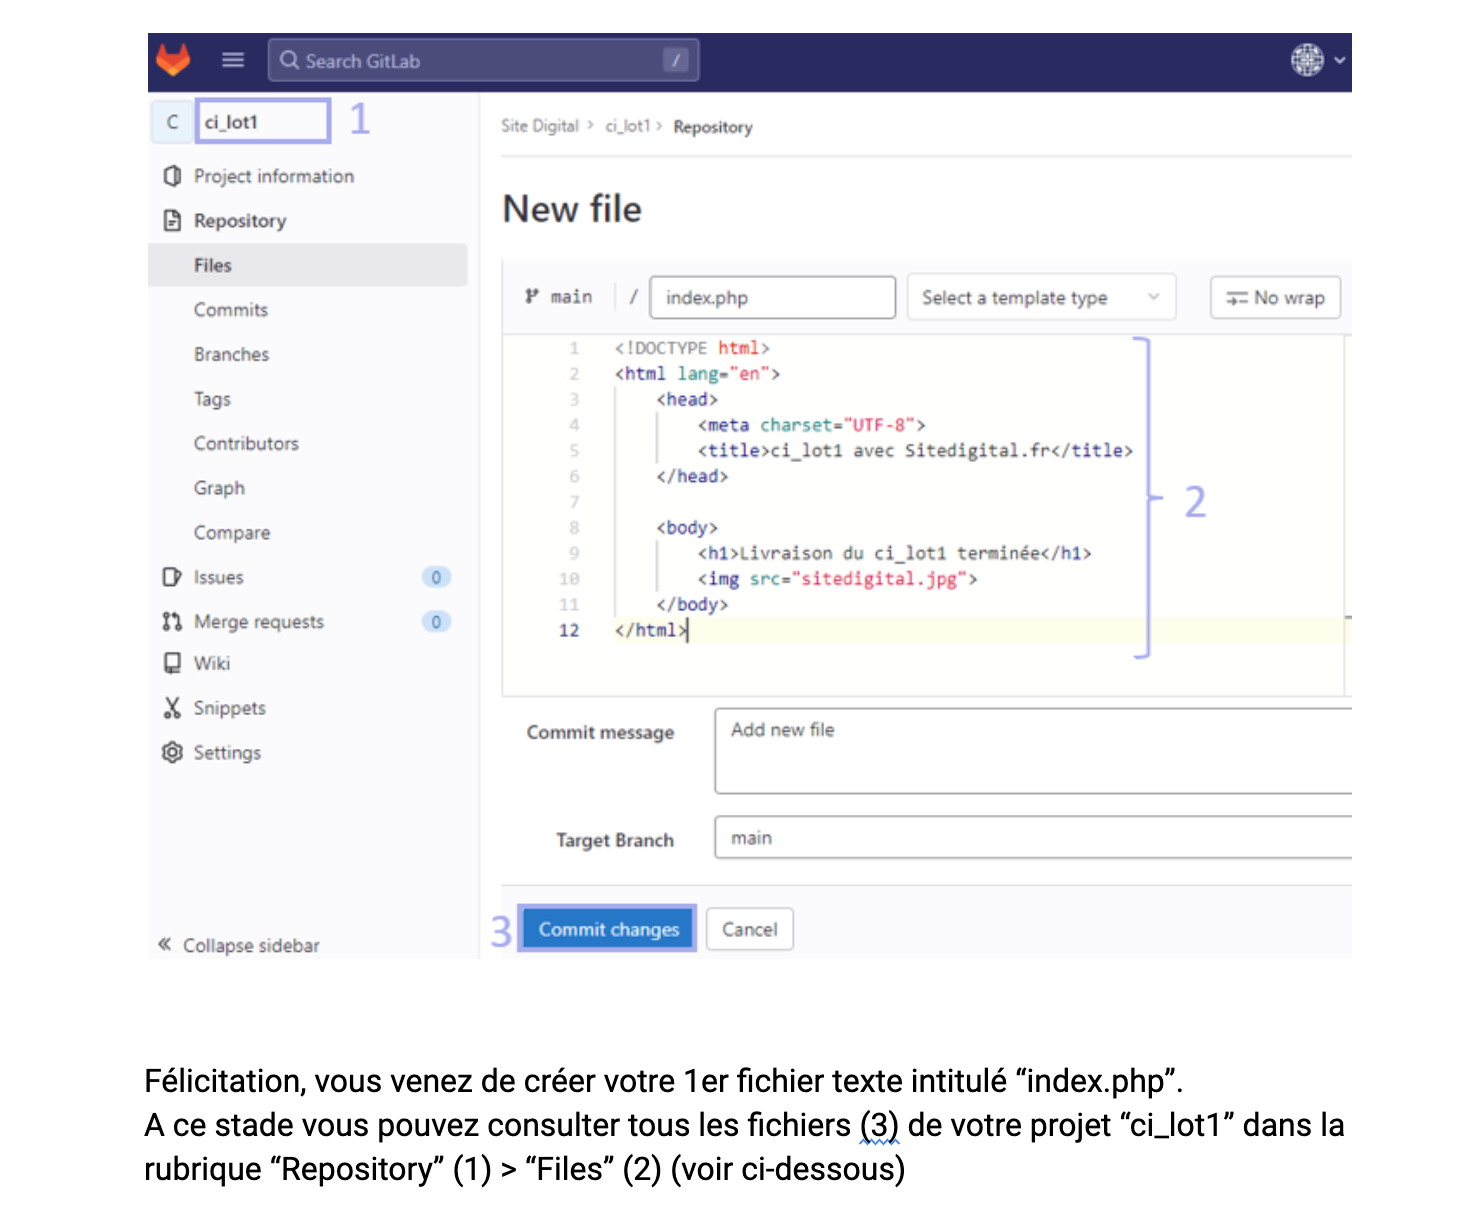 Search GitLab /
C ci_lot1 1
Project information
Repository
Files
Commits
Branches
Tags
Contributors
Graph
Compare
Issues 0
Merge requests 0
Wiki
Snippets
Settings
« Collapse sidebar
Site Digital > ci_lot1 > Repository
New file
main / index.php Select a template type No wrap
1 <!DOCTYPE html>
2 <html lang="en">
3 <head>
4 <meta charset="UTF-8">
5 <title>ci_lot1 avec Sitedigital.fr</title>
6 </head>
7
8 <body>
9 <h1>Livraison du ci_lot1 terminée</h1>
10 <img src="sitedigital.jpg">
11 </body>
12 </html>
2
Commit message Add new file
Target Branch main
3 Commit changes Cancel
Félicitation, vous venez de créer votre 1er fichier texte intitulé “index.php”.
A ce stade vous pouvez consulter tous les fichiers (3) de votre projet “ci_lot1” dans la
rubrique “Repository” (1) > “Files” (2) (voir ci-dessous)